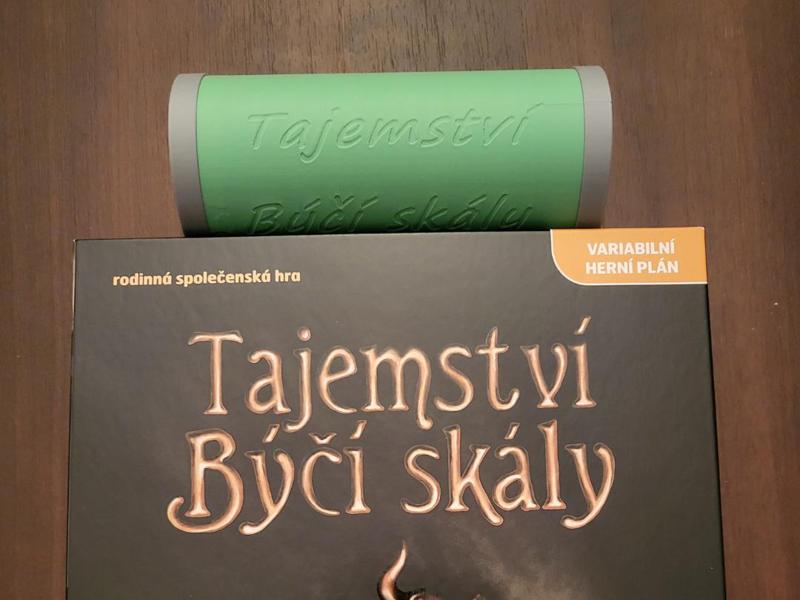 Tajemství
Býčí skály
rodinná společenská hra
VARIABILNÍ
HERNÍ PLÁN
Tajemství
Býčí skály